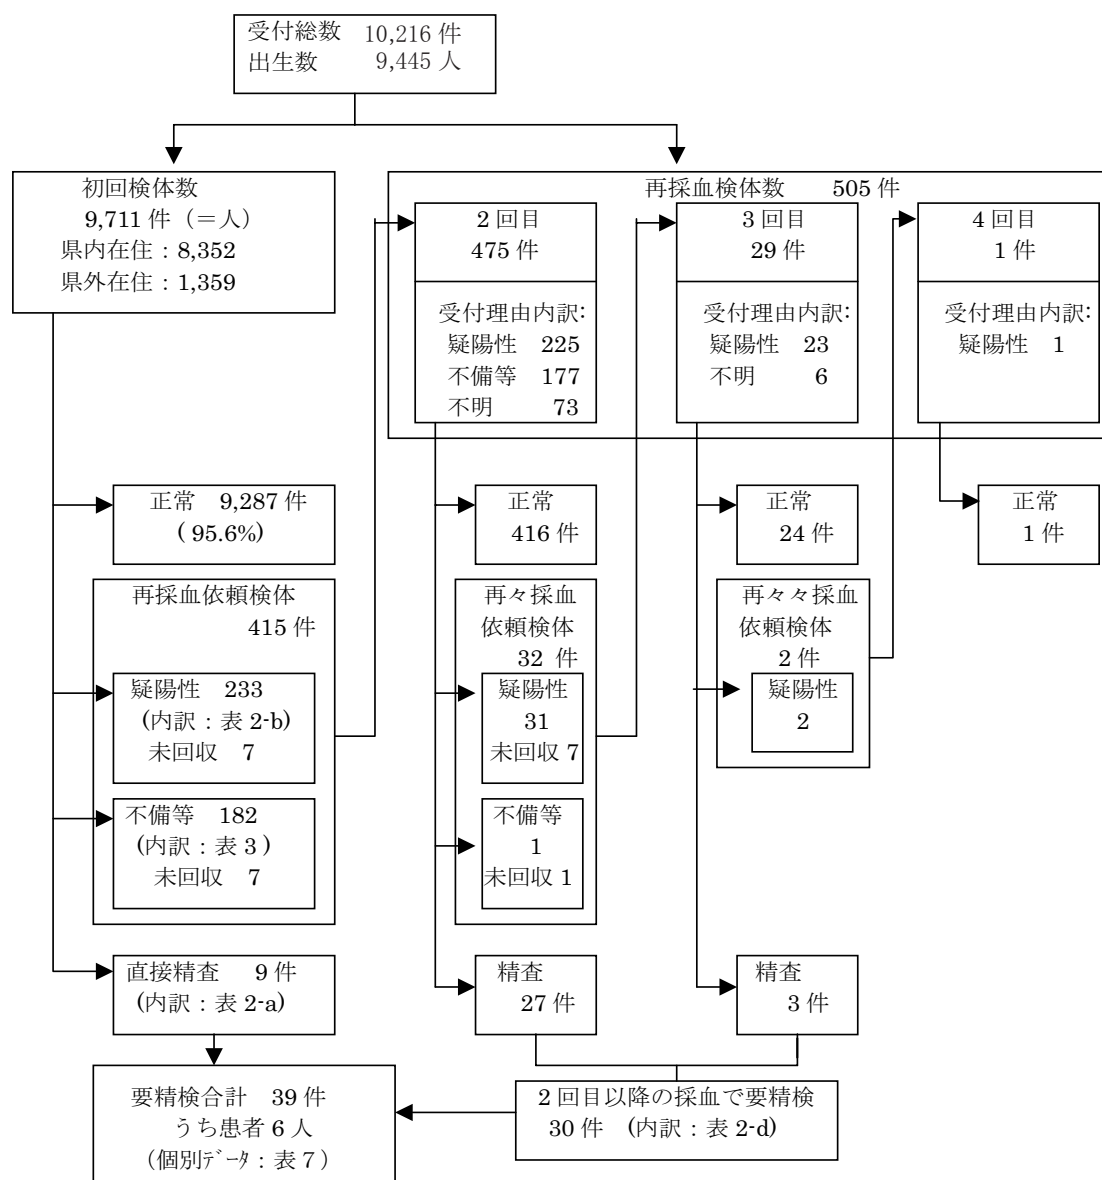 受付総数 10,216 件
出生数 9,445 人
初回検体数
9,711 件（＝人）
県内在住：8,352
県外在住：1,359
再採血検体数 505 件
2 回目
475 件
受付理由内訳:
疑陽性 225
不備等 177
不明 73
3 回目
29 件
受付理由内訳:
疑陽性 23
不明 6
4 回目
1 件
受付理由内訳:
疑陽性 1
正常 9,287 件
( 95.6%)
正常
416 件
正常
24 件
正常
1 件
再採血依頼検体
415 件
疑陽性 233
(内訳：表 2-b)
未回収 7
不備等 182
(内訳：表 3 )
未回収 7
再々採血
依頼検体
32 件
疑陽性
31
未回収 7
不備等
1
未回収 1
再々々採血
依頼検体
2 件
疑陽性
2
直接精査 9 件
(内訳：表 2-a)
精査
27 件
精査
3 件
要精検合計 39 件
うち患者 6 人
（個別ﾃﾞｰﾀ：表 7）
2 回目以降の採血で要精検
30 件 (内訳：表 2-d)